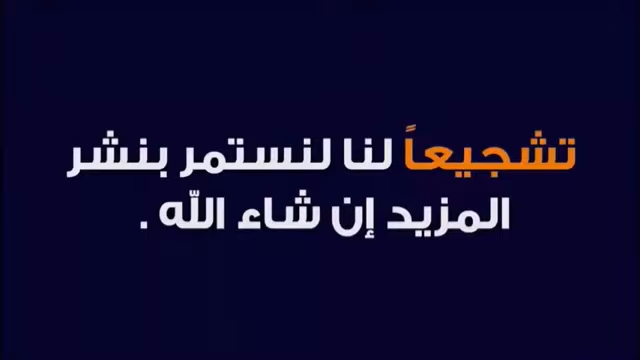 تشجيعاً لنا لنستمر بنشر
المزيد إن شاء الله .